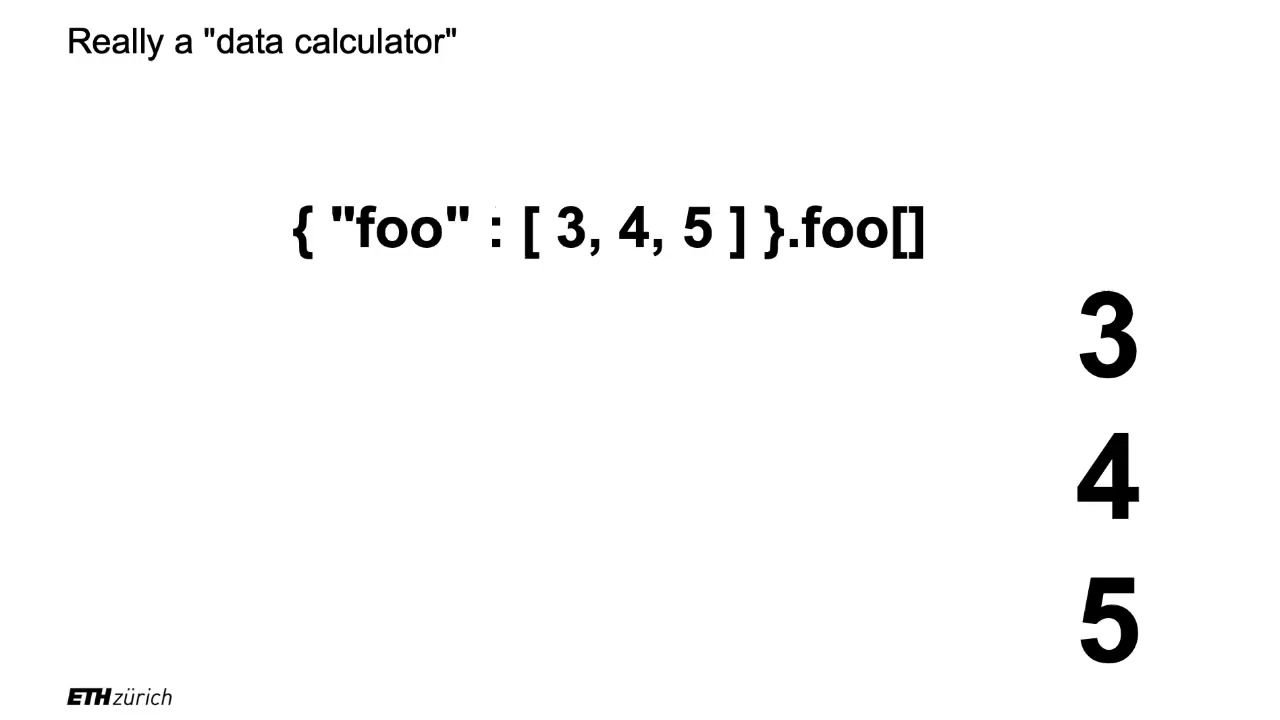 Really a "data calculator"
{ "foo" : [ 3, 4, 5 ] }.foo[]
3
4
5
ETH zürich